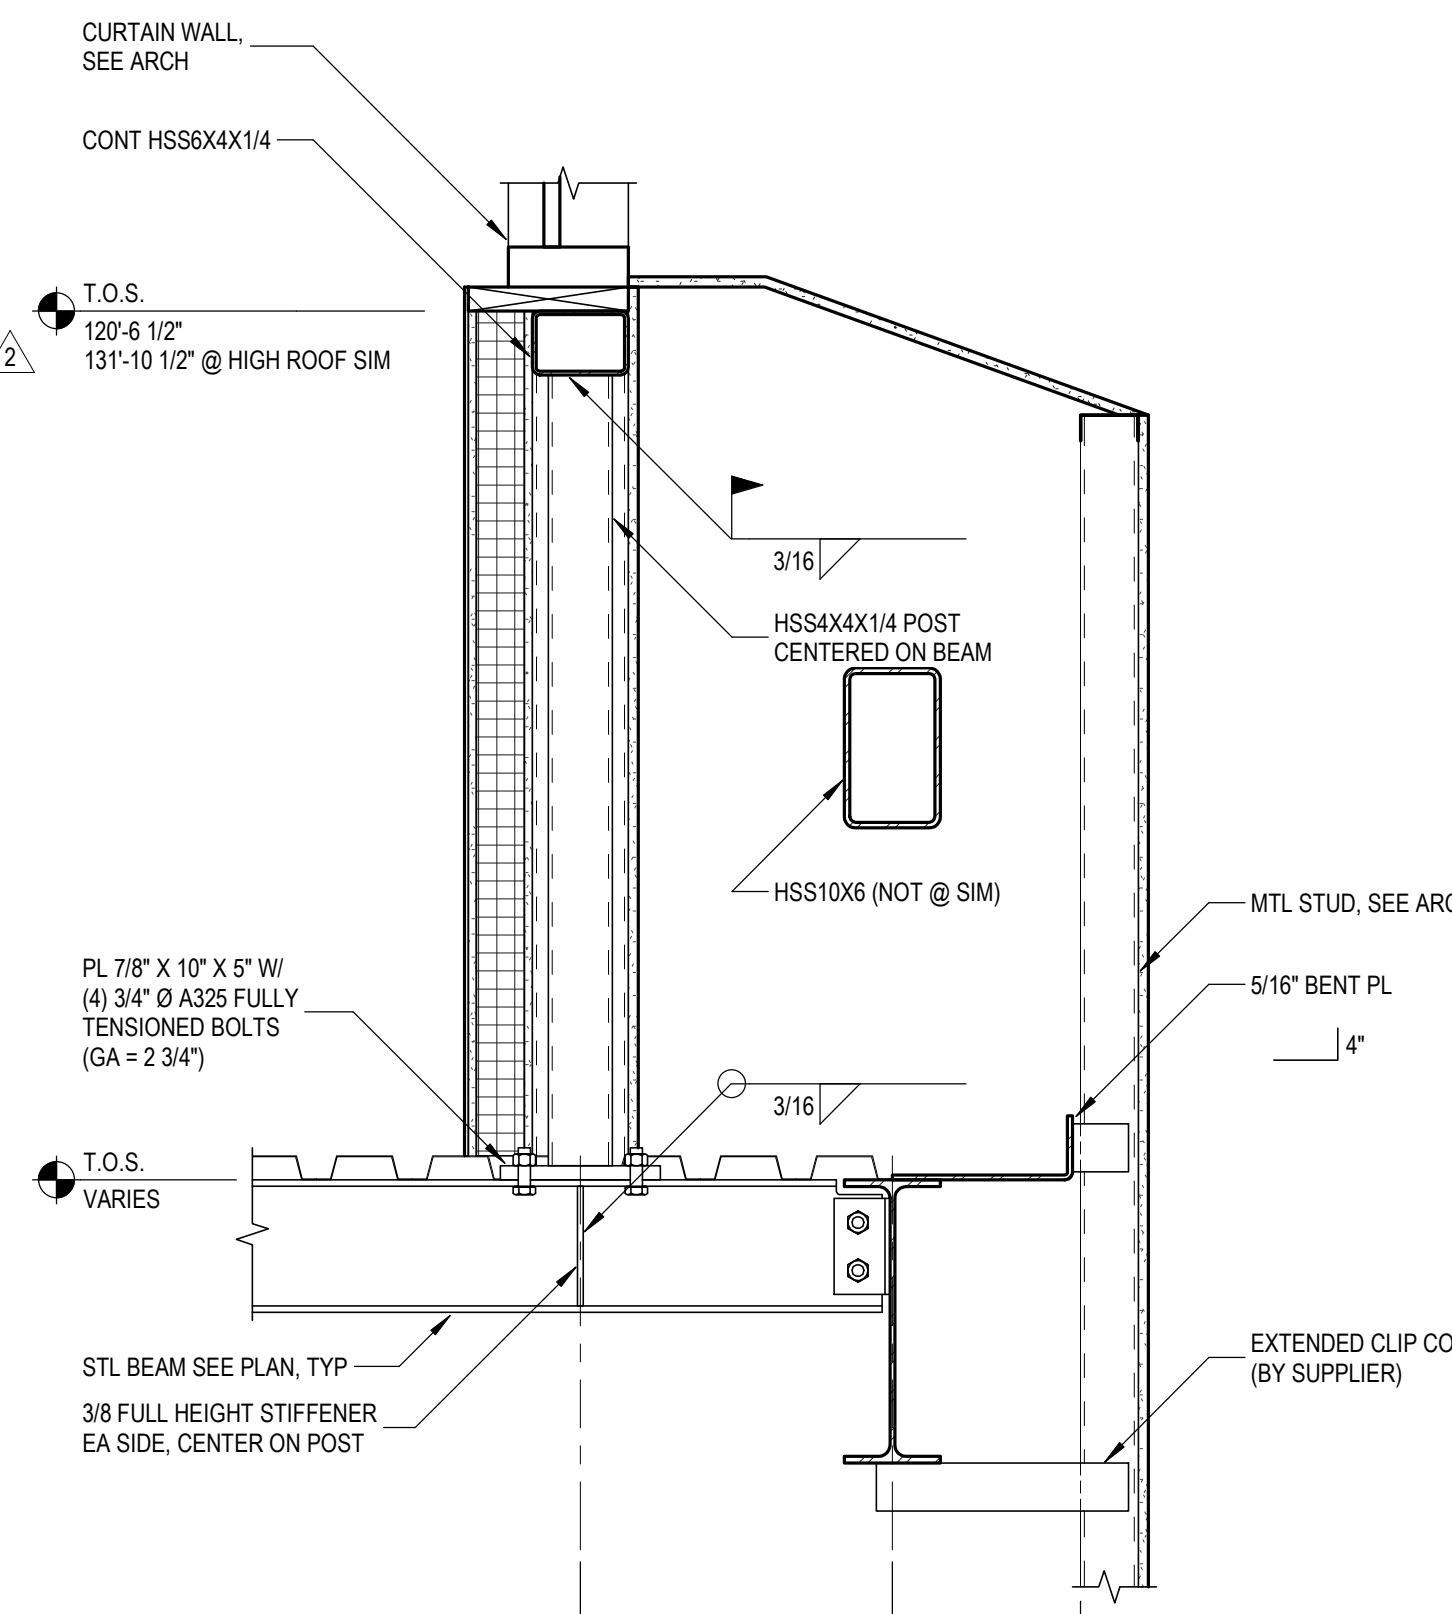 CURTAIN WALL,
SEE ARCH
CONT HSS6X4X1/4
T.O.S.
120'-6 1/2"
131'-10 1/2" @ HIGH ROOF SIM
2
3/16
HSS4X4X1/4 POST
CENTERED ON BEAM
HSS10X6 (NOT @ SIM)
MTL STUD, SEE ARC
5/16" BENT PL
4"
PL 7/8" X 10" X 5" W/
(4) 3/4" Ø A325 FULLY
TENSIONED BOLTS
(GA = 2 3/4")
3/16
T.O.S.
VARIES
STL BEAM SEE PLAN, TYP
3/8 FULL HEIGHT STIFFENER
EA SIDE, CENTER ON POST
EXTENDED CLIP CO
(BY SUPPLIER)